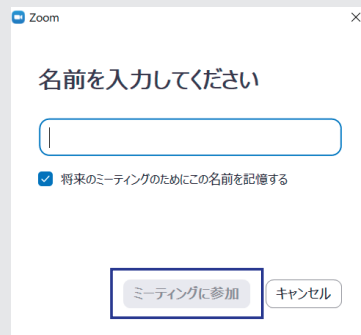 Zoom
名前を入力してください
将来のミーティングのためにこの名前を記憶する
ミーティングに参加
キャンセル